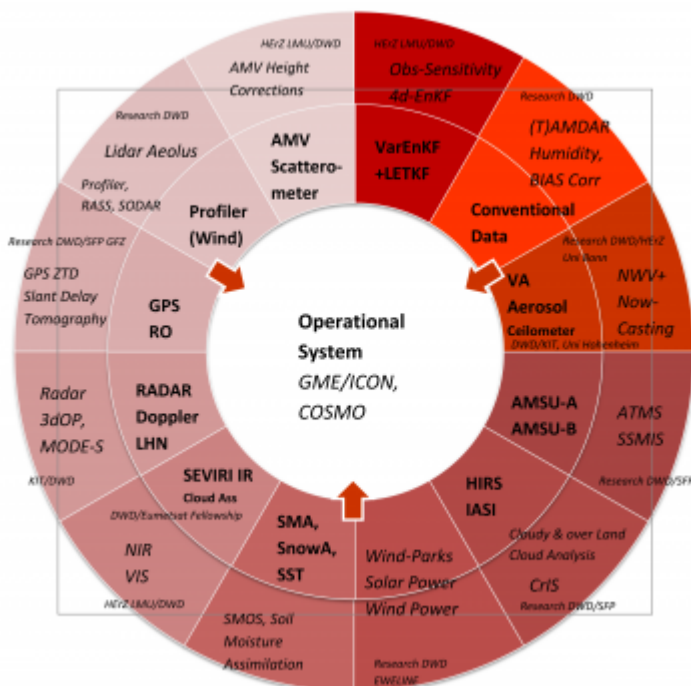 HErZ LMU/DWD
AMV Height
Corrections
AMV
Scattero-
meter
HErZ LMU/DWD
Obs-Sensitivity
4d-EnKF
VarEnKF
+LETKF
Research DWD
(T)AMDAR
Humidity,
BIAS Corr
Conventional
Data
Research DWD/HErZ
Uni Bonn
NWV+
Now-
Casting
VA
Aerosol
Ceilometer
DWD/KIT, Uni Hohenheim
AMSU-A
AMSU-B
ATMS
SSMIS
Research DWD/SFP
HIRS
IASI
Cloudy & over Land
Cloud Analysis
CrIS
Research DWD/SFP
Wind-Parks
Solar Power
Wind Power
Research DWD
EWELINE
SMA,
SnowA,
SST
SMOS, Soil
Moisture
Assimilation
SEVIRI IR
Cloud Ass
DWD/Eumetsat Fellowship
NIR
VIS
HErZ LMU/DWD
RADAR
Doppler
LHN
Radar
3dOP,
MODE-S
KIT/DWD
GPS
RO
Research DWD/SFP GFZ
GPS ZTD
Slant Delay
Tomography
Profiler
(Wind)
Research DWD
Lidar Aeolus
Profiler,
RASS, SODAR
Operational
System
GME/ICON,
COSMO